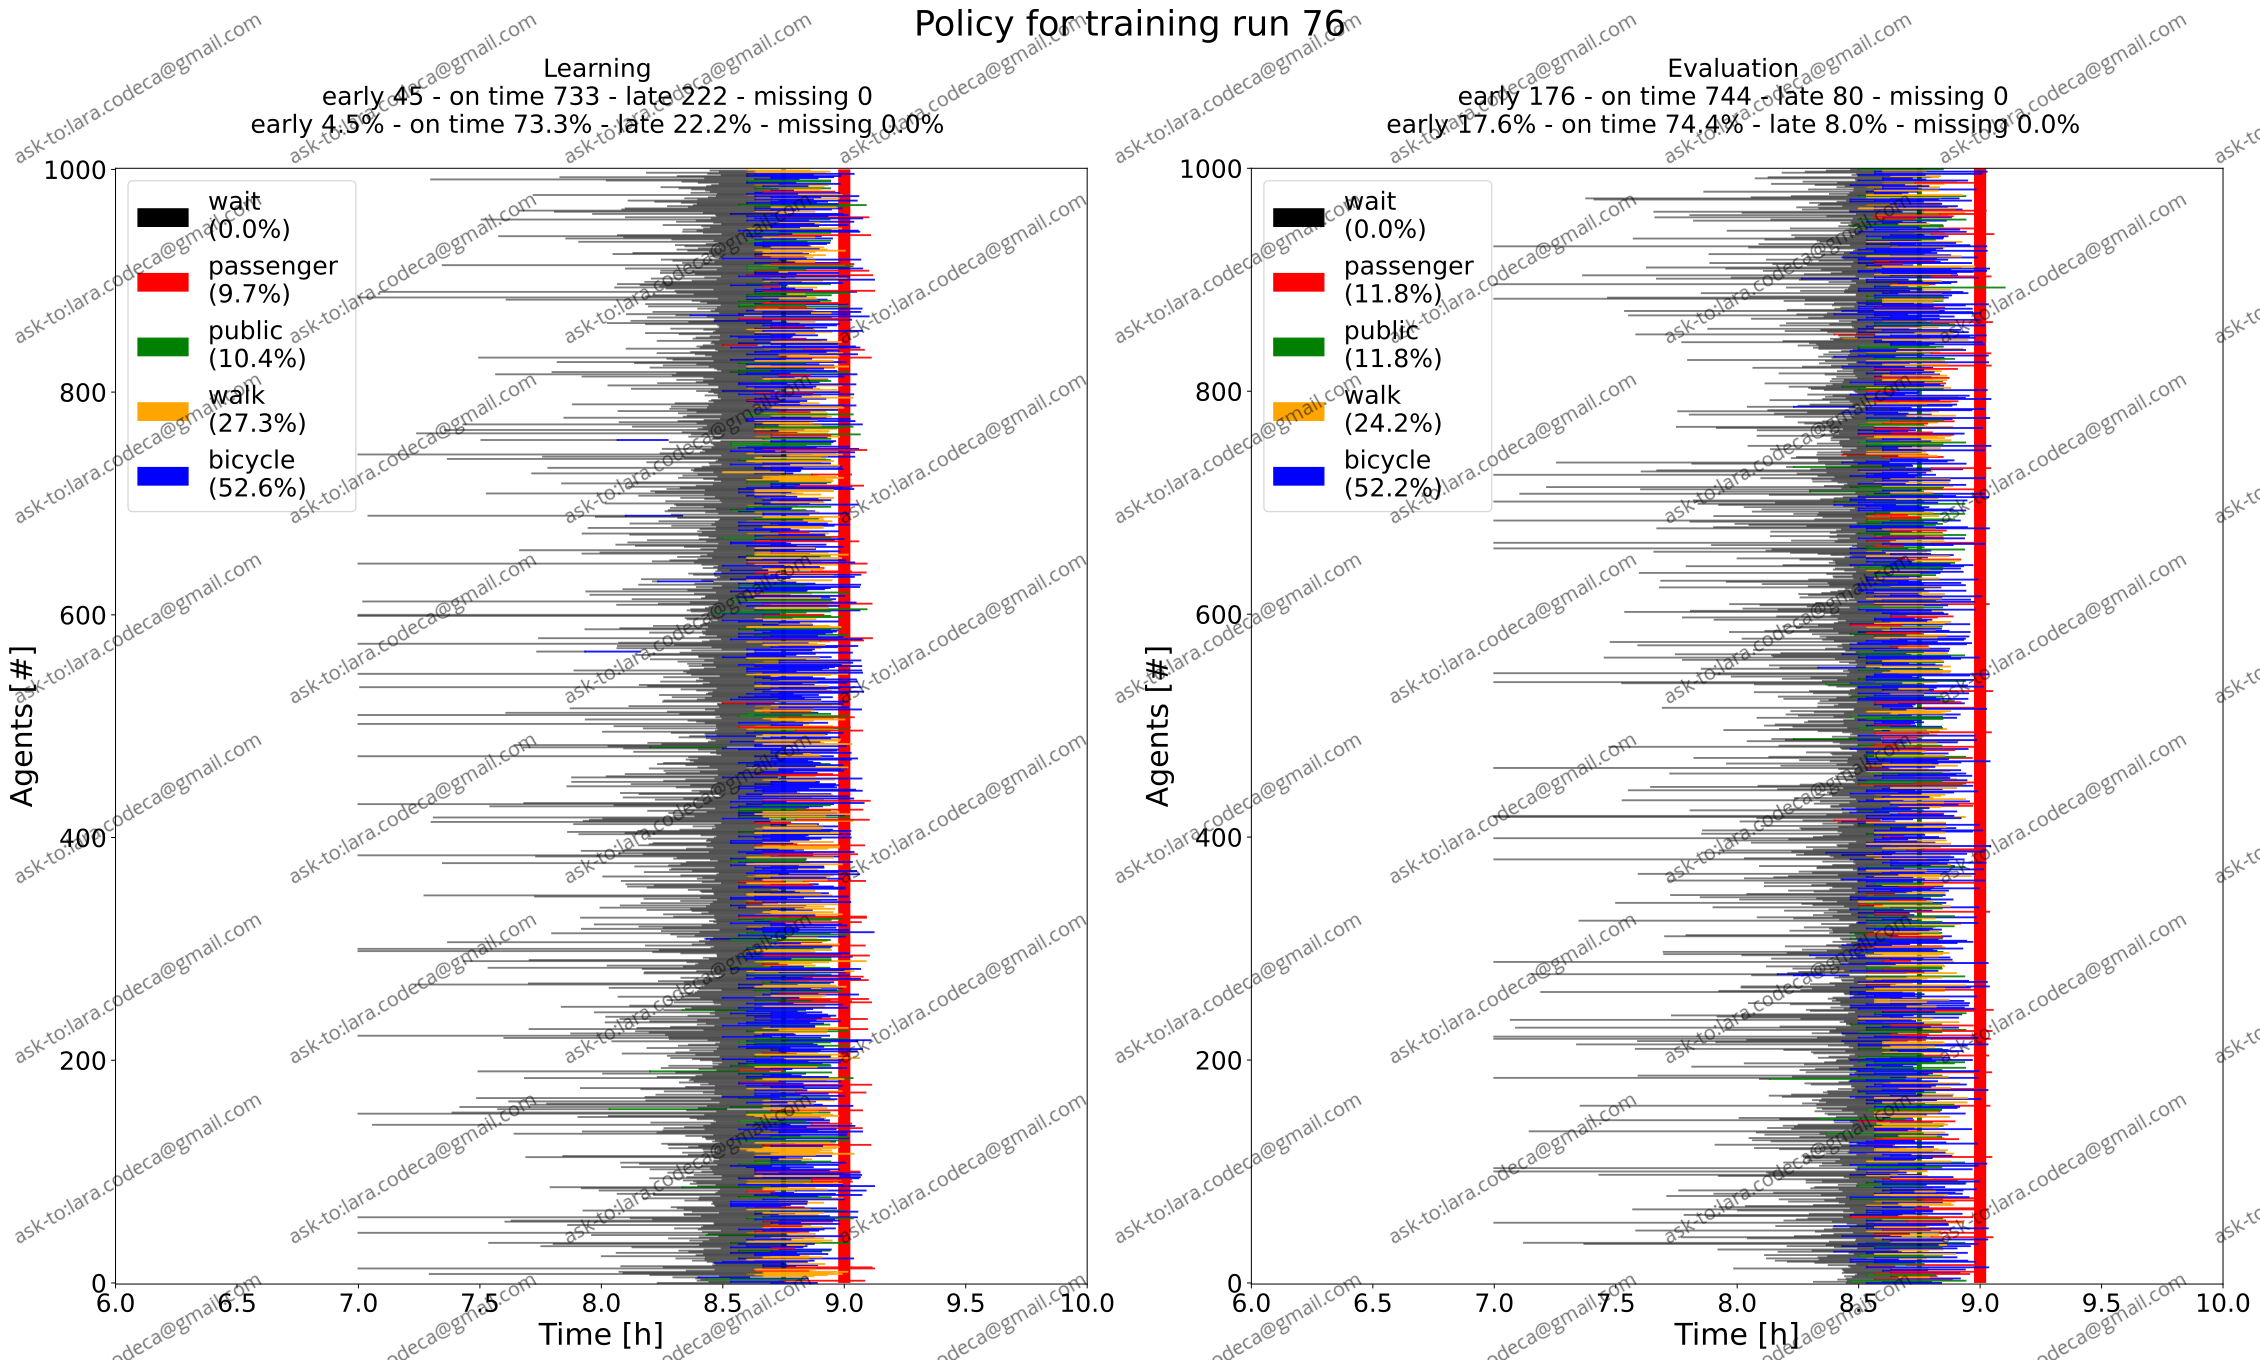 Policy for training run 76
Learning
early 45 - on time 733 - late 222 - missing 0
early 4.5% - on time 73.3% - late 22.2% - missing 0.0%
Evaluation
early 176 - on time 744 - late 80 - missing 0
early 17.6% - on time 74.4% - late 8.0% - missing 0.0%
wait
(0.0%)
passenger
(9.7%)
public
(10.4%)
walk
(27.3%)
bicycle
(52.6%)
1000
800
600
400
200
0
Agents [#]
6.0 6.5 7.0 7.5 8.0 8.5 9.0 9.5 10.0
Time [h]
wait
(0.0%)
passenger
(11.8%)
public
(11.8%)
walk
(24.2%)
bicycle
(52.2%)
1000
800
600
400
200
0
Agents [#]
6.0 6.5 7.0 7.5 8.0 8.5 9.0 9.5 10.0
Time [h]
ask-to:lara.codeca@gmail.com